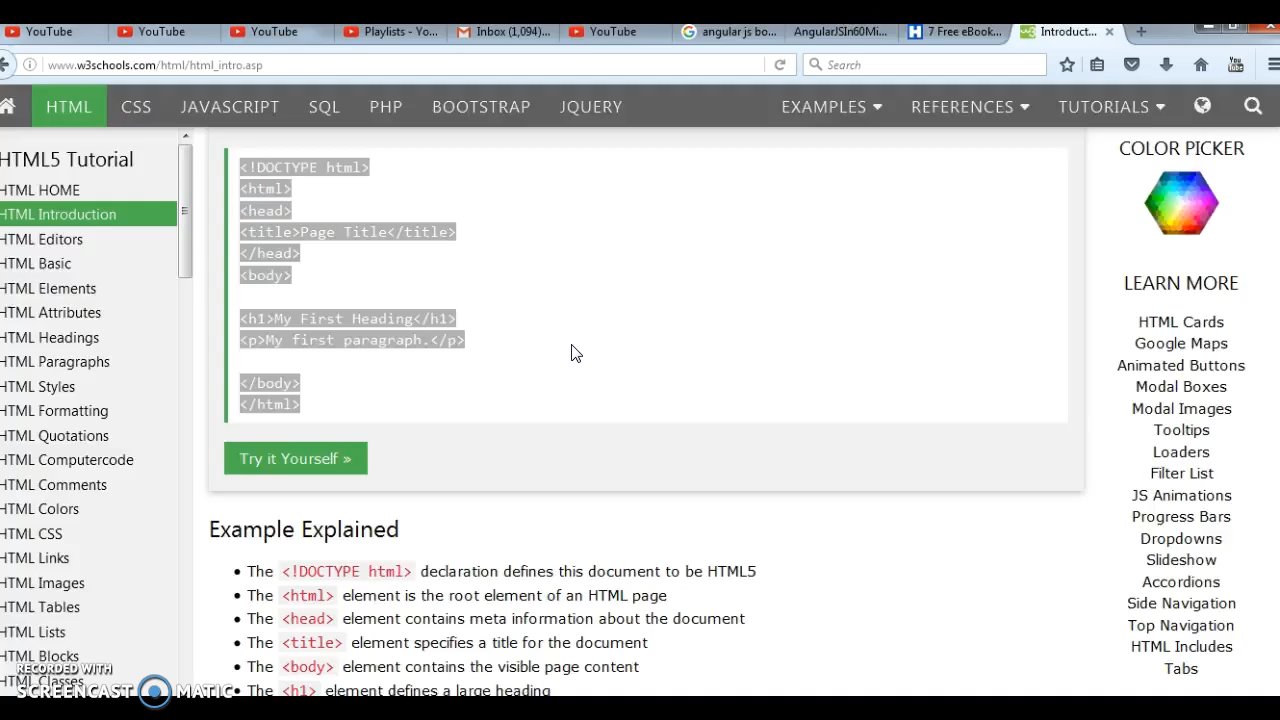 YouTube
YouTube
YouTube
Playlists - Yo...
Inbox (1,094)...
YouTube
angular js bo...
AngularJSIn60Mi...
7 Free eBook...
Introduct...
www.w3schools.com/html/html_intro.asp
Search
HTML
CSS
JAVASCRIPT
SQL
PHP
BOOTSTRAP
JQUERY
EXAMPLES
REFERENCES
TUTORIALS
HTML5 Tutorial
HTML HOME
HTML Introduction
HTML Editors
HTML Basic
HTML Elements
HTML Attributes
HTML Headings
HTML Paragraphs
HTML Styles
HTML Formatting
HTML Quotations
HTML Computercode
HTML Comments
HTML Colors
HTML CSS
HTML Links
HTML Images
HTML Tables
HTML Lists
HTML Blocks
HTML Classes
<!DOCTYPE html>
<html>
<head>
<title>Page Title</title>
</head>
<body>
<h1>My First Heading</h1>
<p>My first paragraph.</p>
</body>
</html>
Try it Yourself »
Example Explained
The <!DOCTYPE html> declaration defines this document to be HTML5
The <html> element is the root element of an HTML page
The <head> element contains meta information about the document
The <title> element specifies a title for the document
The <body> element contains the visible page content
The <h1> element defines a large heading
COLOR PICKER
LEARN MORE
HTML Cards
Google Maps
Animated Buttons
Modal Boxes
Modal Images
Tooltips
Loaders
Filter List
JS Animations
Progress Bars
Dropdowns
Slideshow
Accordions
Side Navigation
Top Navigation
HTML Includes
Tabs
RECORDED WITH
SCREENCAST MATIC